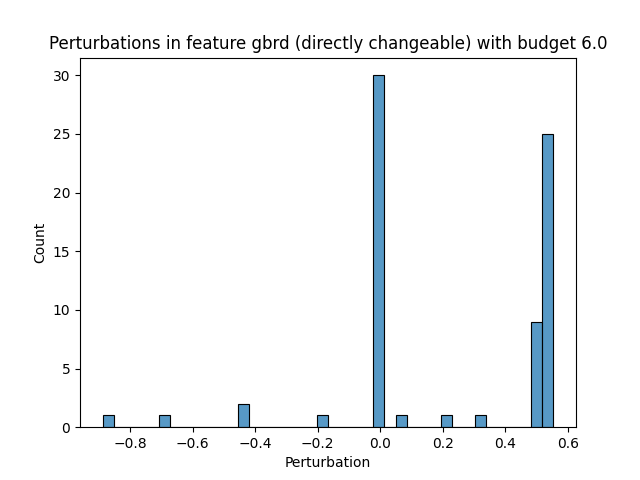 Perturbations in feature gbrd (directly changeable) with budget 6.0
30
25
20
15
10
5
0
Count
−0.8 −0.6 −0.4 −0.2 0.0 0.2 0.4 0.6
Perturbation